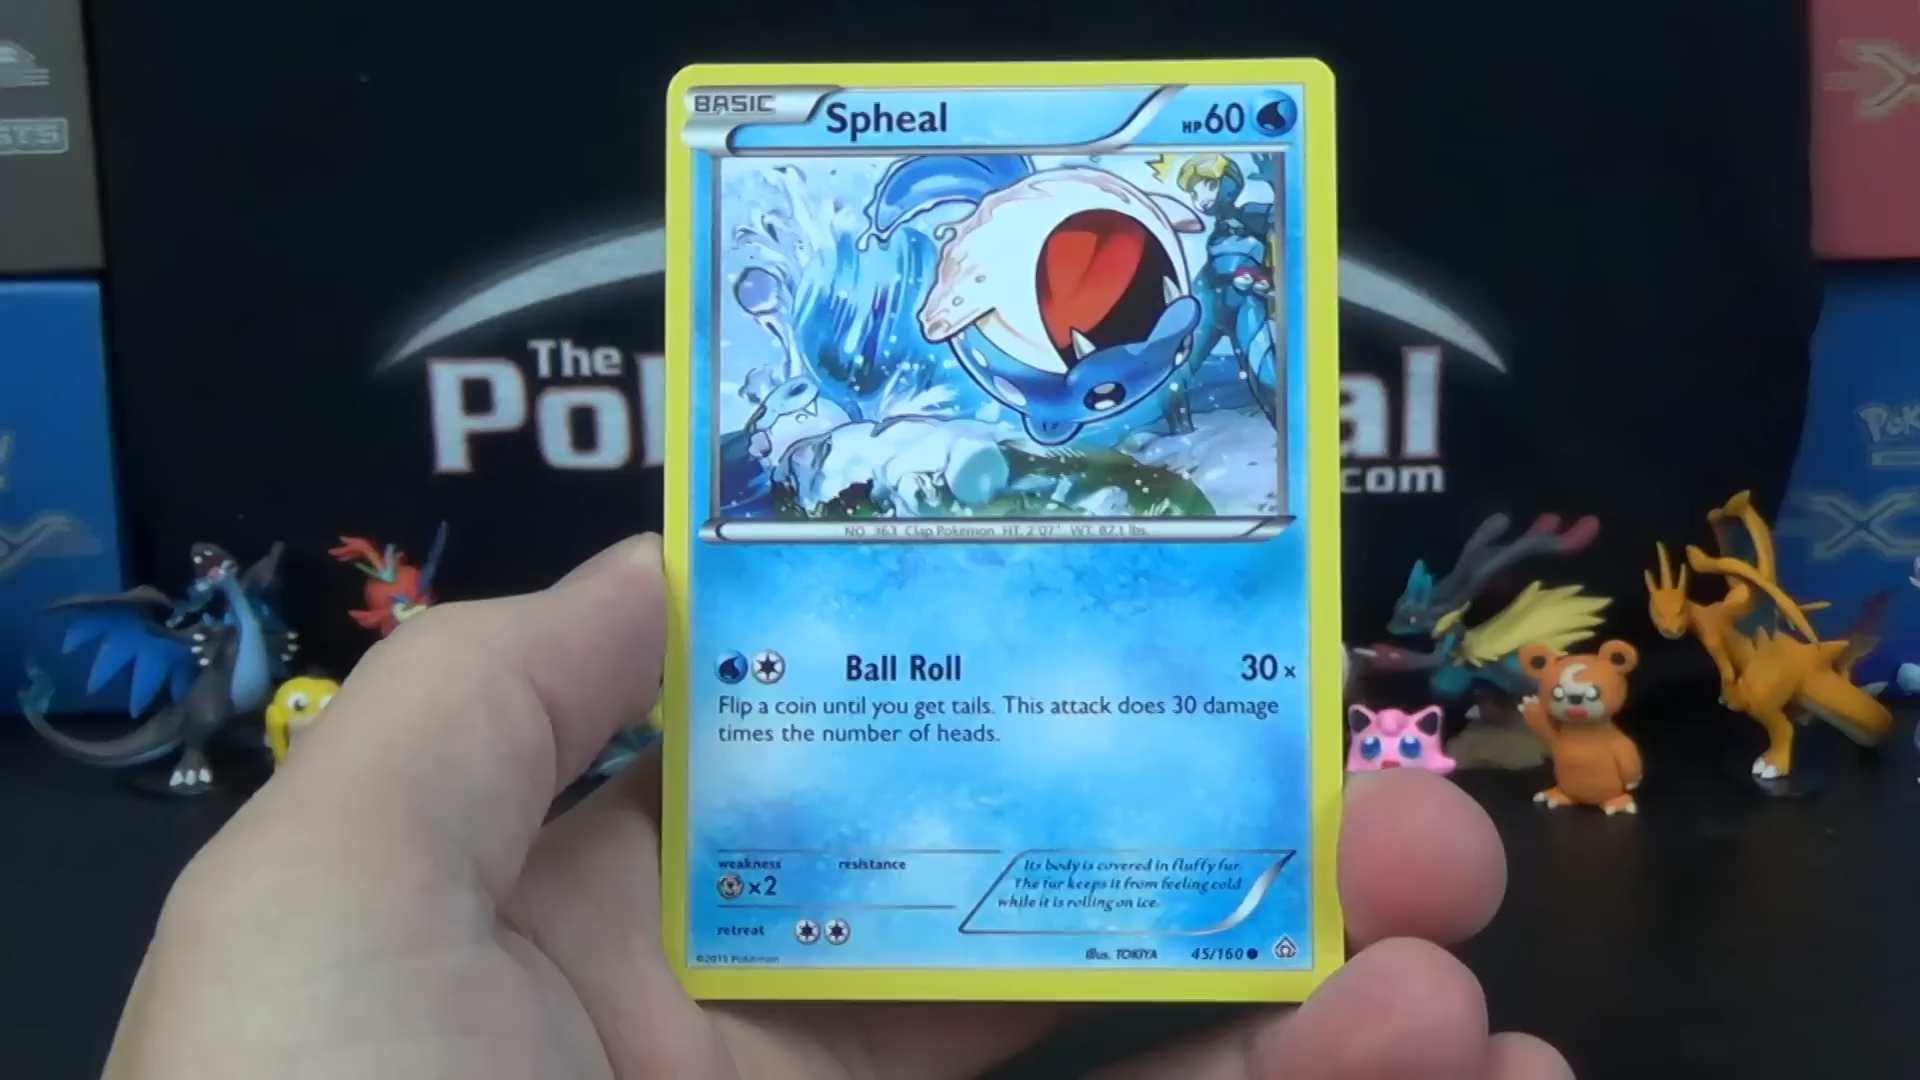 BASIC
Spheal
HP60
NO. 363 Clap Pokémon HT. 2'07" WT. 87.1 lbs.
Ball Roll
30x
Flip a coin until you get tails. This attack does 30 damage
times the number of heads.
weakness
resistance
x2
retreat
Its body is covered in fluffy fur.
The fur keeps it from feeling cold
while it is rolling on ice.
Illus. TOKIYA
45/160
The
Pok
al
.com